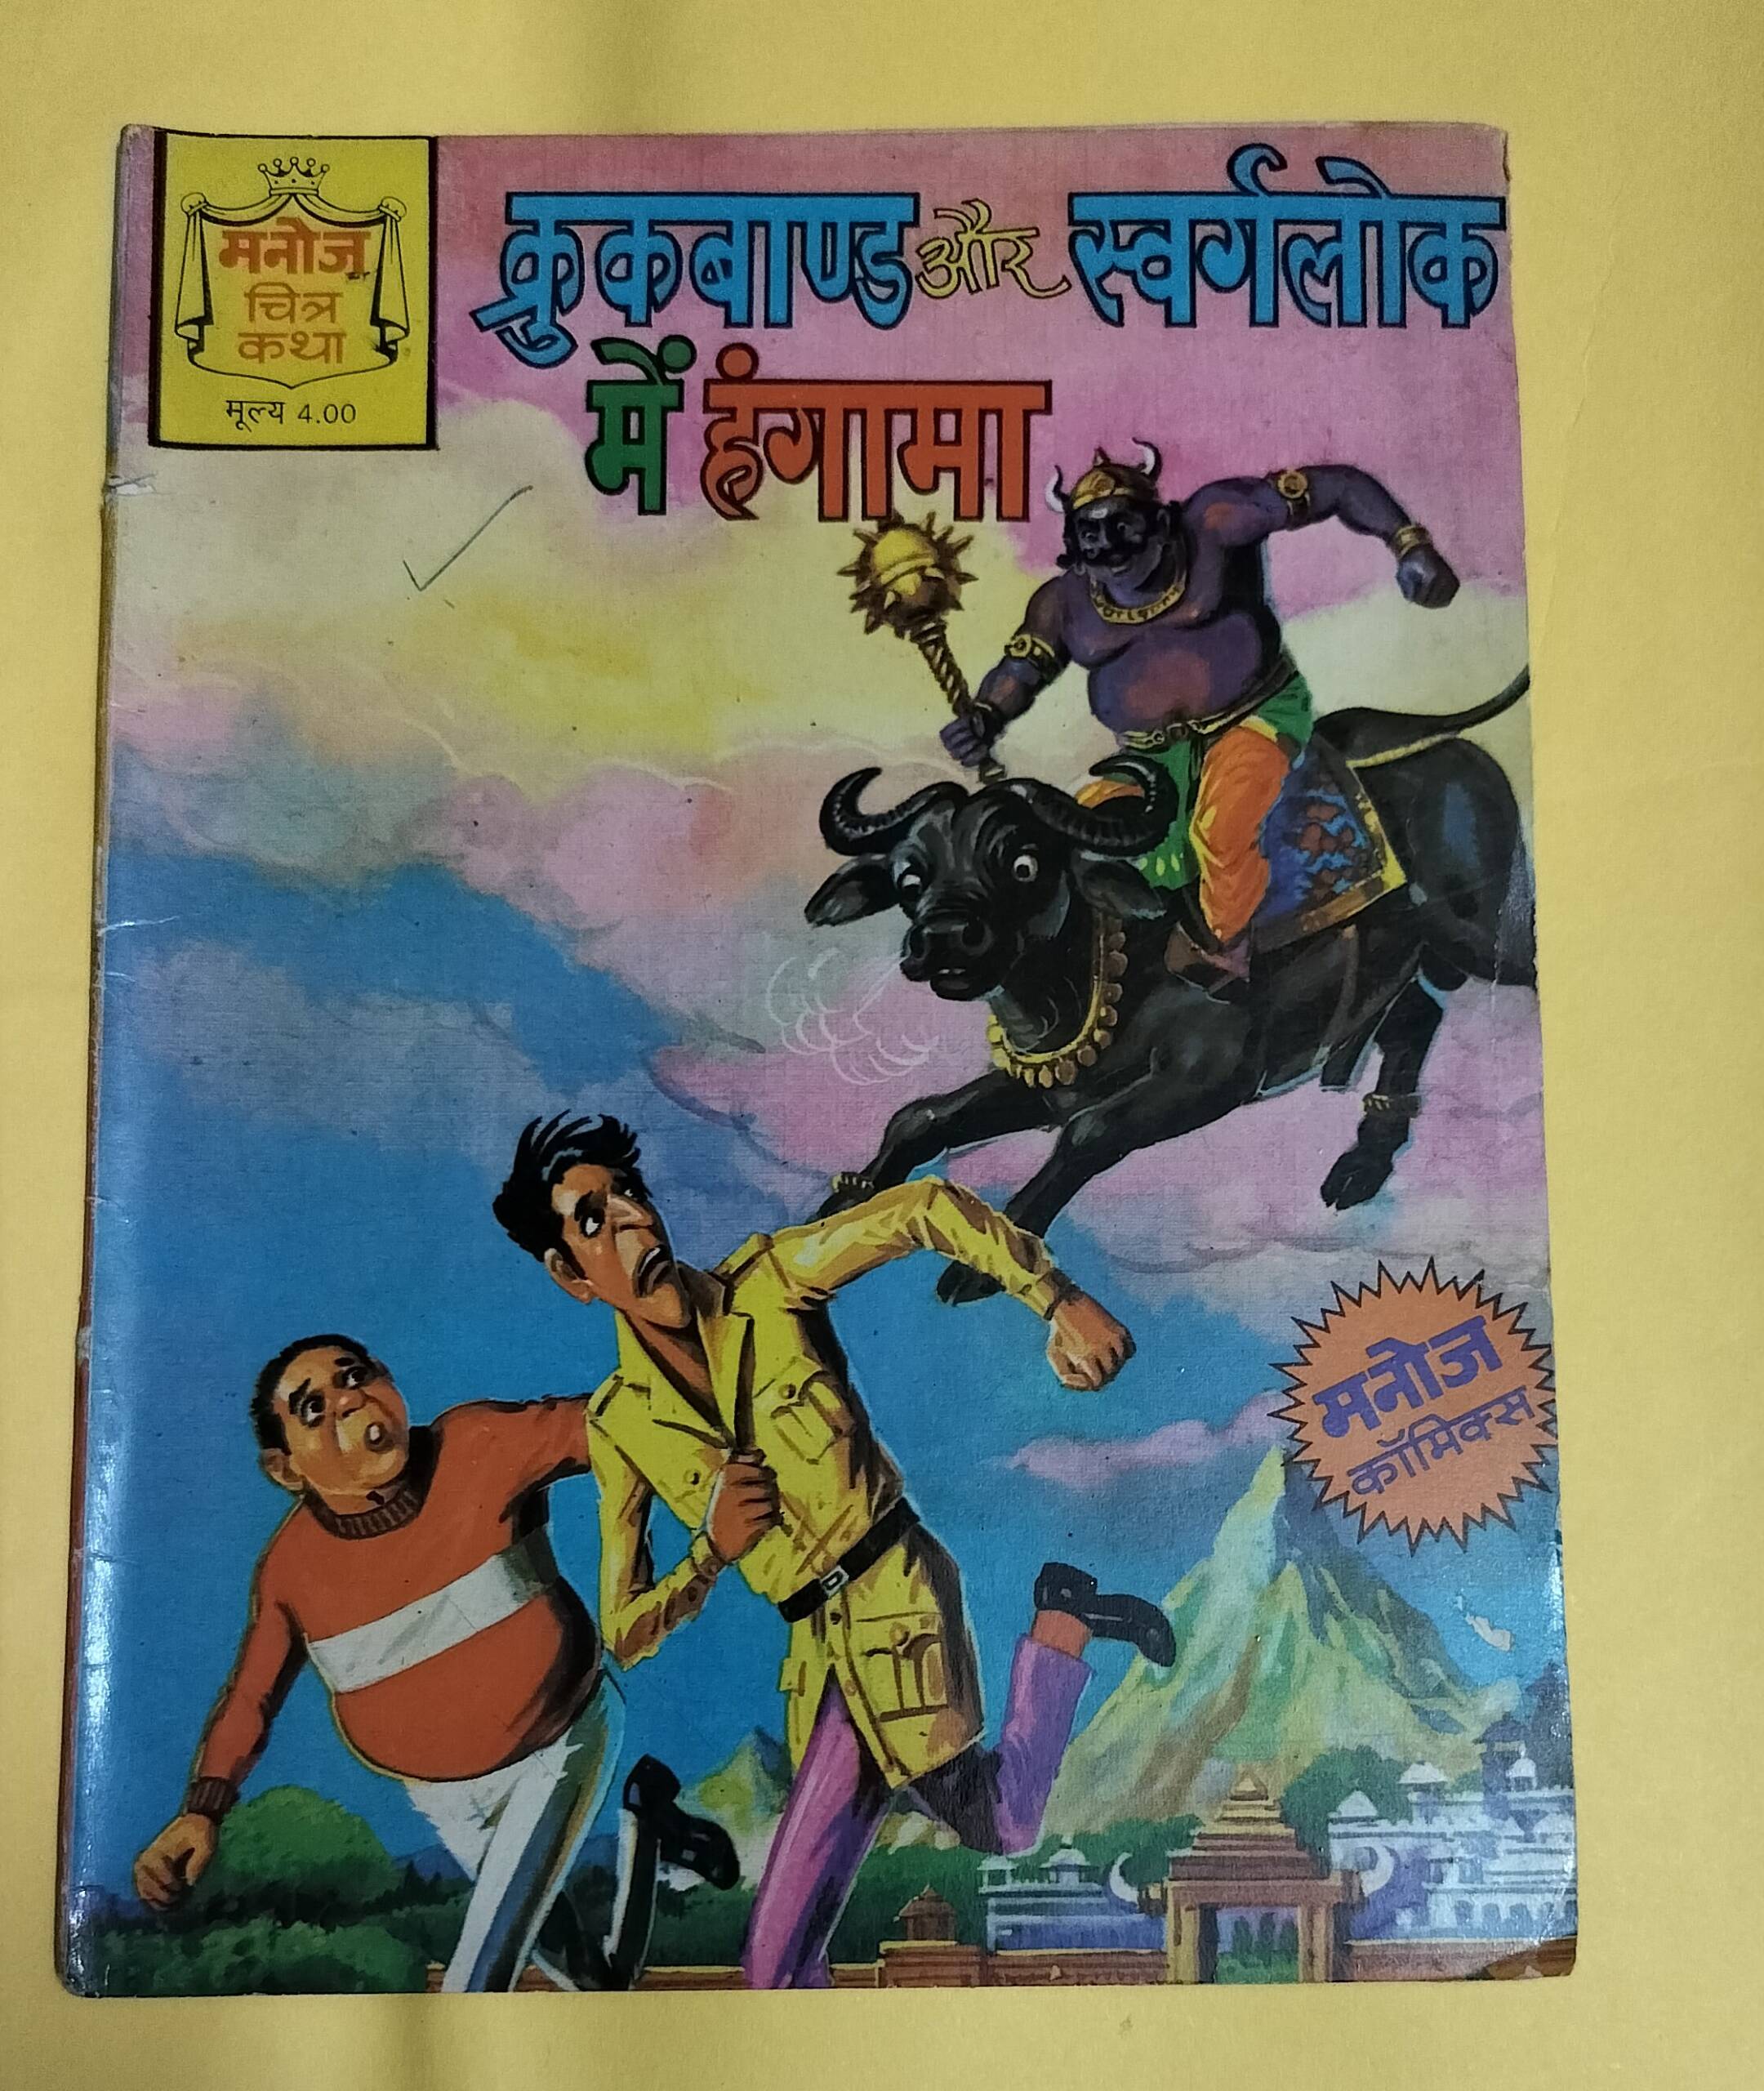 मनोज
चित्र
कथा
मूल्य 4.00
क्रुकबाण्ड और स्वर्गलोक
में हंगामा
मनोज
कॉमिक्स